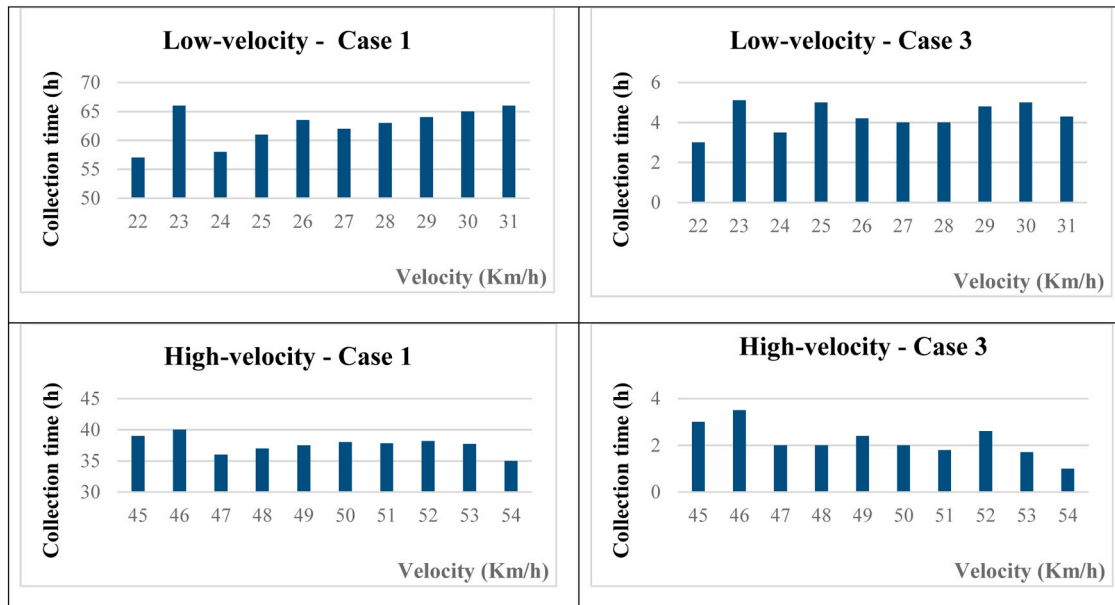 Low-velocity -  Case 1
Collection time (h)
70
65
60
55
50
22 23 24 25 26 27 28 29 30 31
Velocity (Km/h)
Low-velocity - Case 3
Collection time (h)
6
4
2
0
22 23 24 25 26 27 28 29 30 31
Velocity (Km/h)
High-velocity - Case 1
Collection time (h)
45
40
35
30
45 46 47 48 49 50 51 52 53 54
Velocity (Km/h)
High-velocity - Case 3
Collection time (h)
4
2
0
45 46 47 48 49 50 51 52 53 54
Velocity (Km/h)